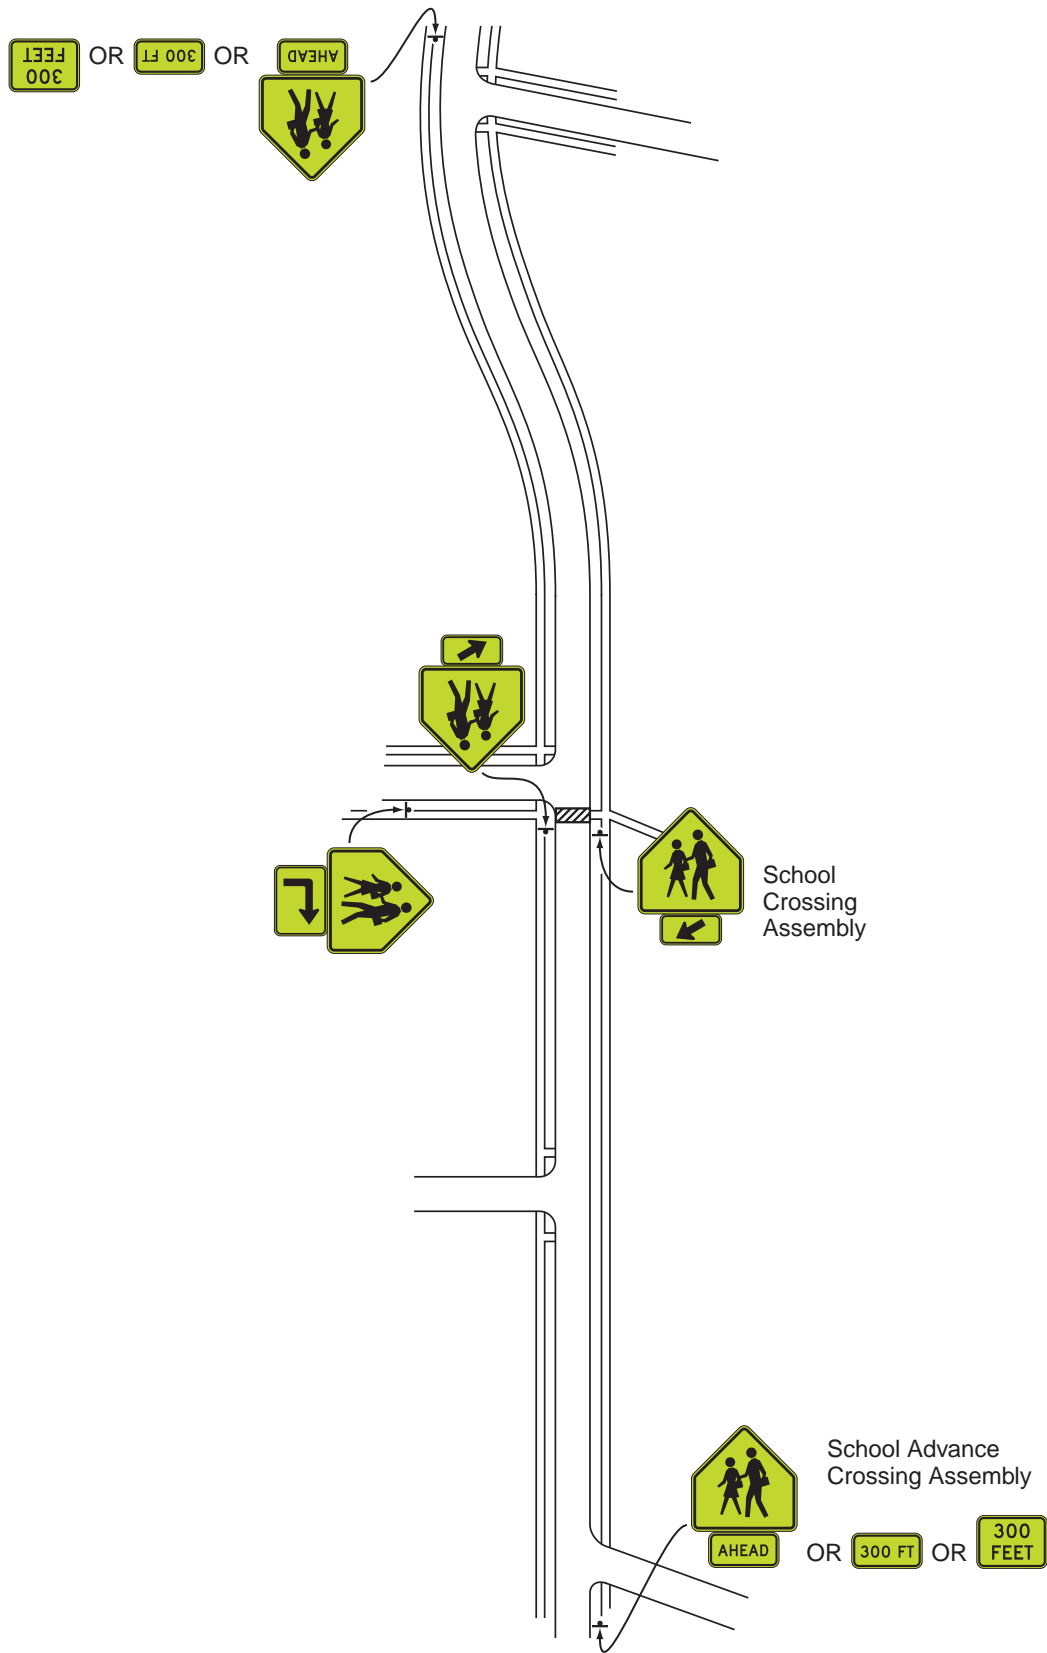 300
FEET
OR
300 FT
OR
AHEAD
School
Crossing
Assembly
School Advance
Crossing Assembly
AHEAD
OR
300 FT
OR
300
FEET